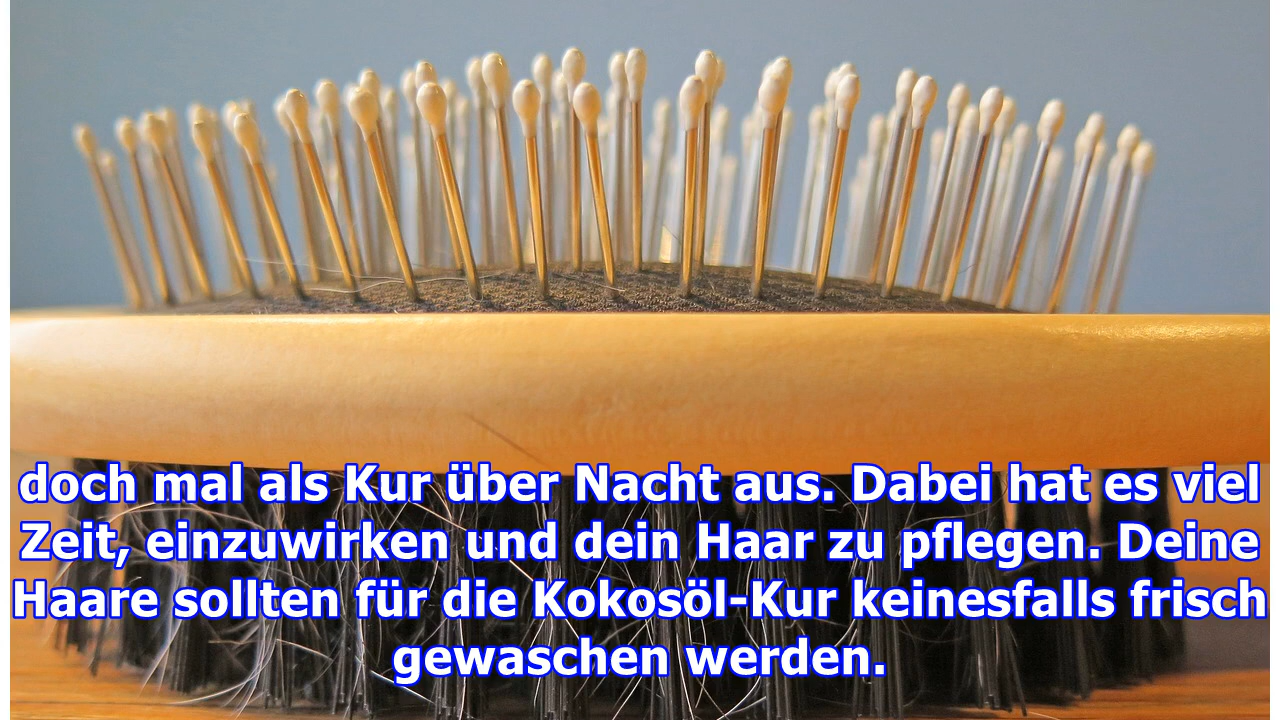 doch mal als Kur über Nacht aus. Dabei hat es viel
Zeit, einzuwirken und dein Haar zu pflegen. Deine
Haare sollten für die Kokosöl-Kur keinesfalls frisch
gewaschen werden.